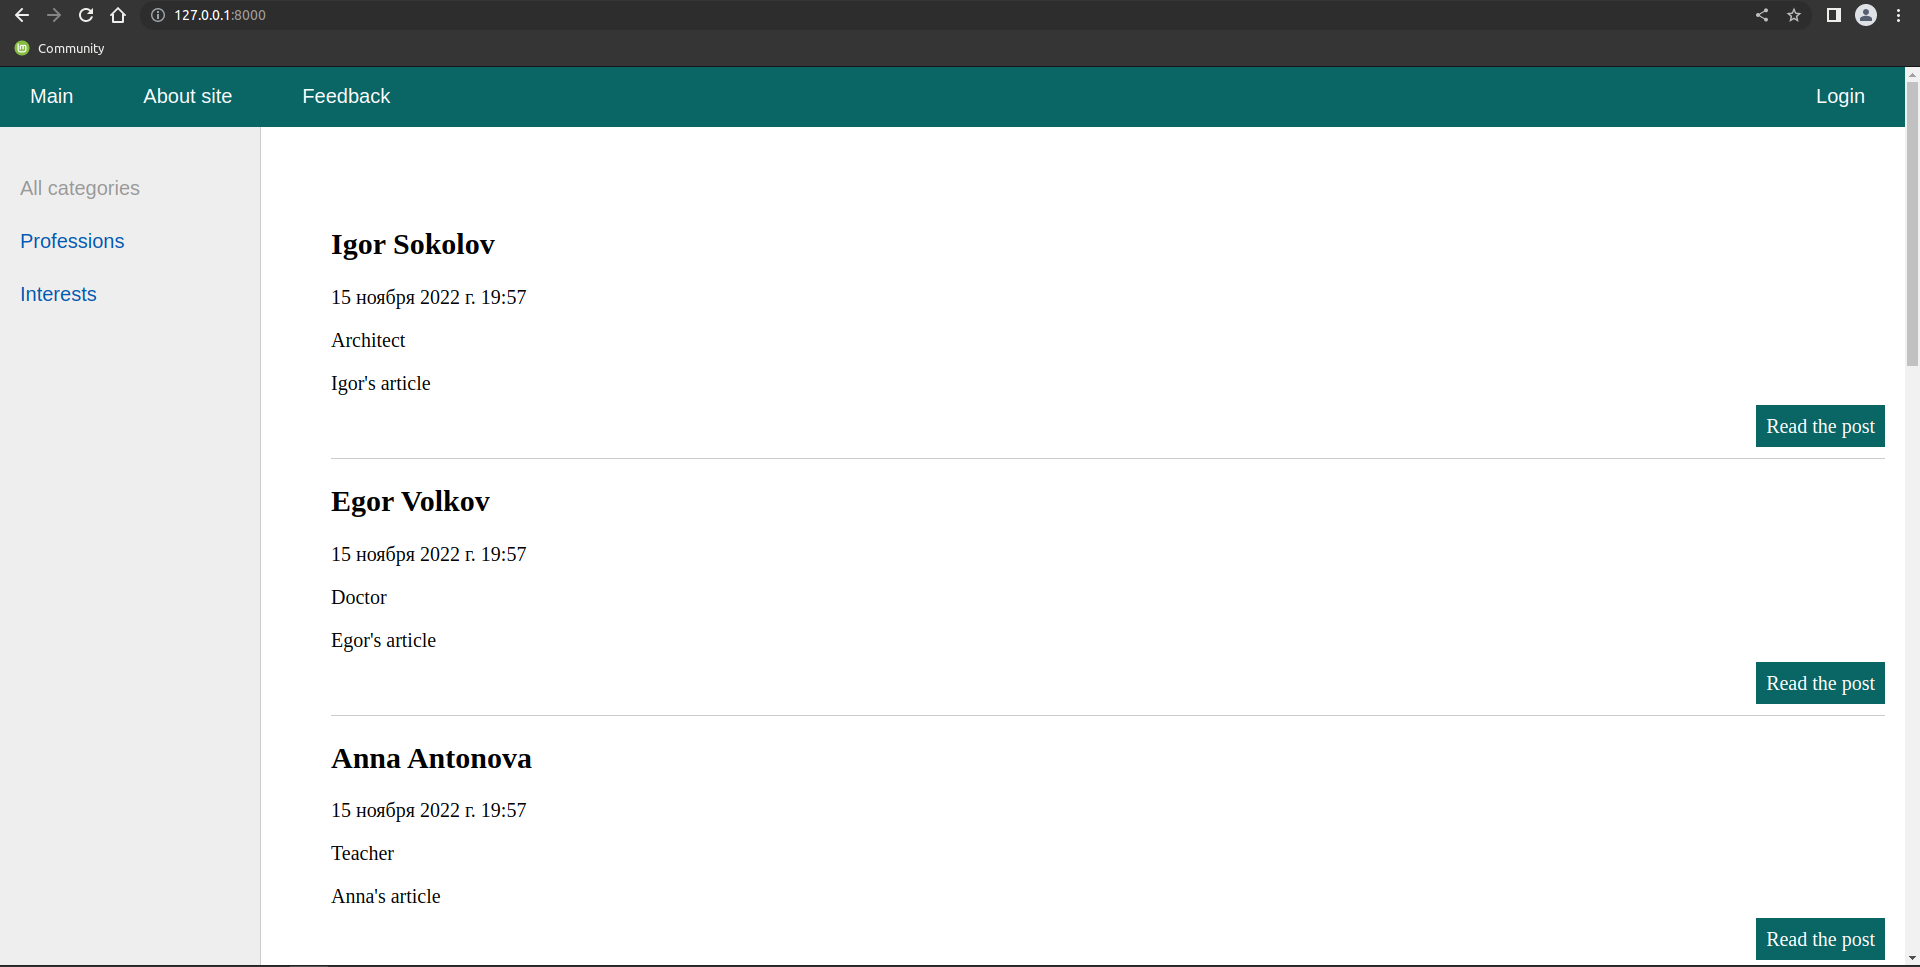 127.0.0.1:8000
Community
Main About site Feedback Login
All categories
Professions
Interests
Igor Sokolov
15 ноября 2022 г. 19:57
Architect
Igor's article
Read the post
Egor Volkov
15 ноября 2022 г. 19:57
Doctor
Egor's article
Read the post
Anna Antonova
15 ноября 2022 г. 19:57
Teacher
Anna's article
Read the post